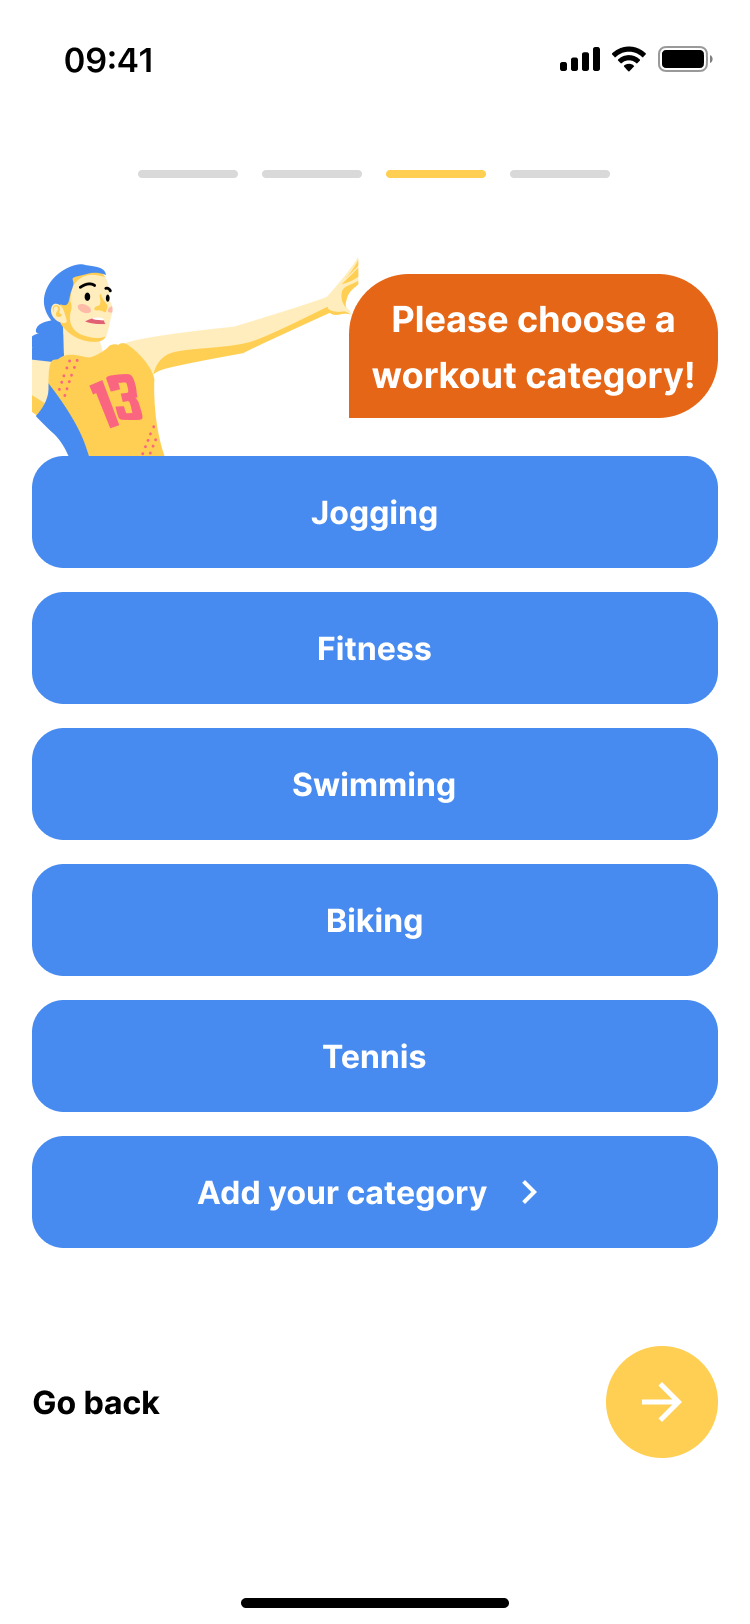 09:41
Please choose a
workout category!
13
Jogging
Fitness
Swimming
Biking
Tennis
Add your category
Go back